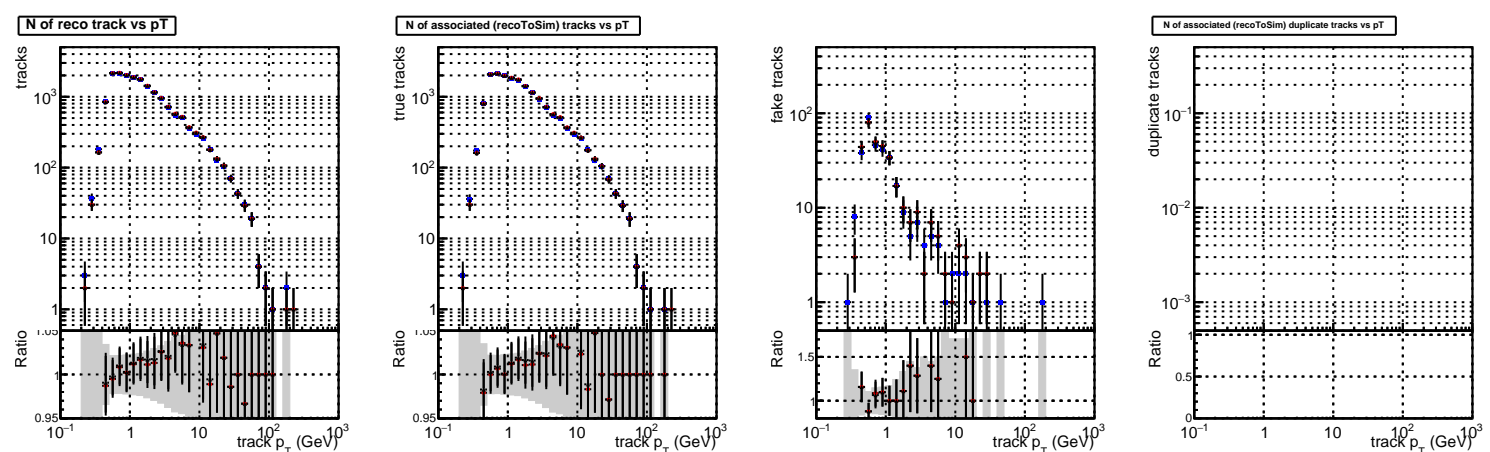 N of reco track vs pT
tracks
10³
10²
10
1
Ratio
1.05
1
0.95
10⁻¹ 1 10 10² 10³
track p_T (GeV)
N of associated (recoToSim) tracks vs pT
true tracks
10³
10²
10
1
Ratio
1.05
1
0.95
10⁻¹ 1 10 10² 10³
track p_T (GeV)
fake tracks
10²
10
1
Ratio
1.5
1
10⁻¹ 1 10 10² 10³
track p_T (GeV)
N of associated (recoToSim) duplicate tracks vs pT
duplicate tracks
10⁻¹
10⁻²
10⁻³
Ratio
1
0.5
0
10⁻¹ 1 10 10² 10³
track p_T (GeV)